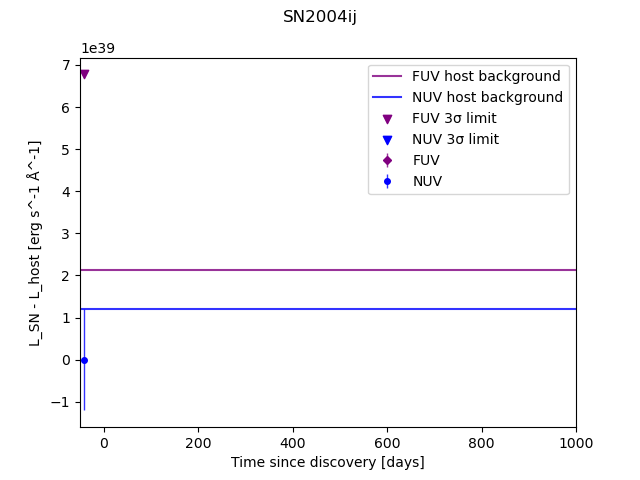 SN2004ij
1e39
7
6
5
4
3
2
1
0
−1
L_SN - L_host [erg s^-1 Å^-1]
FUV host background
NUV host background
FUV 3σ limit
NUV 3σ limit
FUV
NUV
0 200 400 600 800 1000
Time since discovery [days]